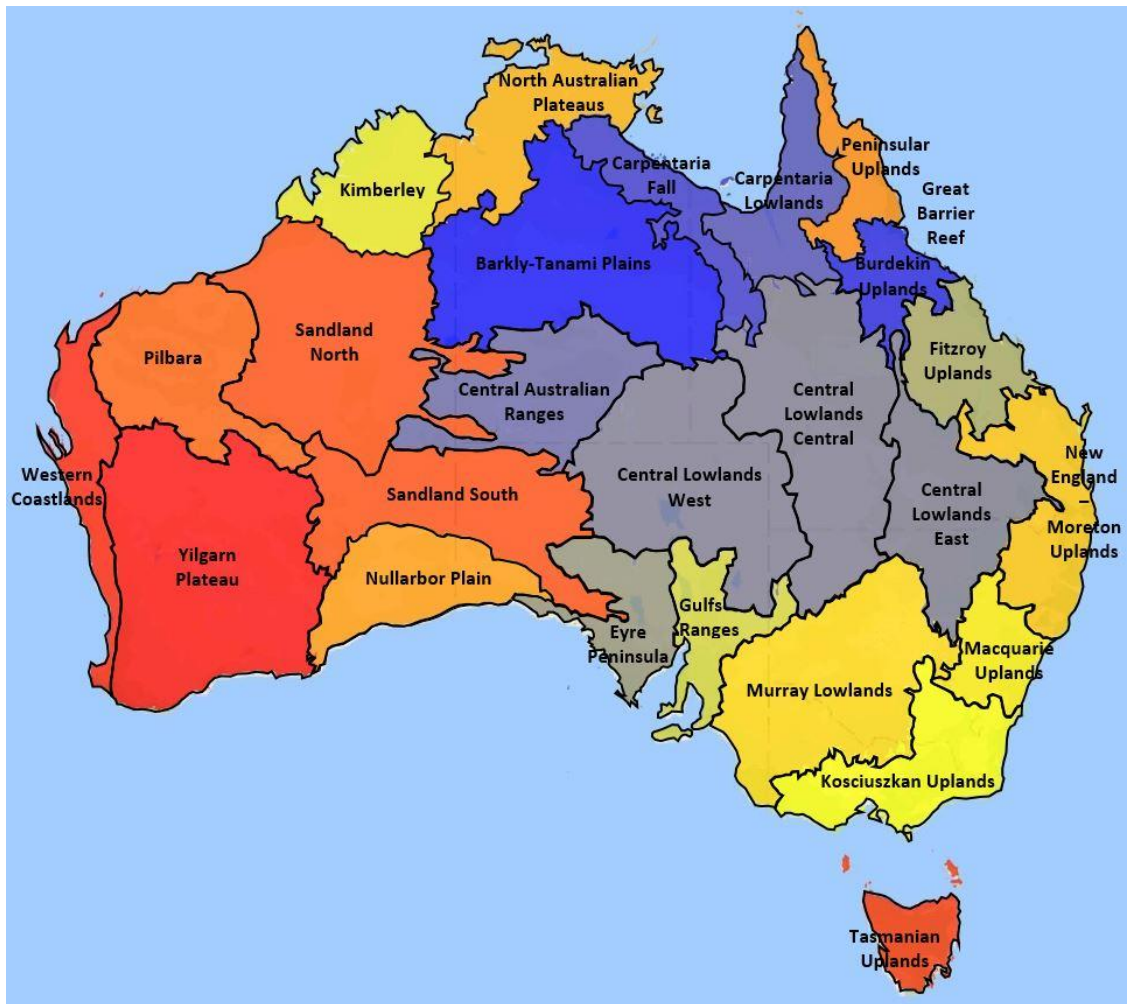 North Australian
Plateaus
Kimberley
Carpentaria
Fall
Carpentaria
Lowlands
Peninsular
Uplands
Great
Barrier
Reef
Barkly-Tanami Plains
Burdekin
Uplands
Sandland
North
Pilbara
Fitzroy
Uplands
Central Australian
Ranges
Central
Lowlands
Central
Western
Coastlands
Sandland South
Central Lowlands
West
Central
Lowlands
East
New
England
–
Moreton
Uplands
Yilgarn
Plateau
Nullarbor Plain
Eyre
Peninsula
Gulfs
Ranges
Macquarie
Uplands
Murray Lowlands
Kosciuszkan Uplands
Tasmanian
Uplands